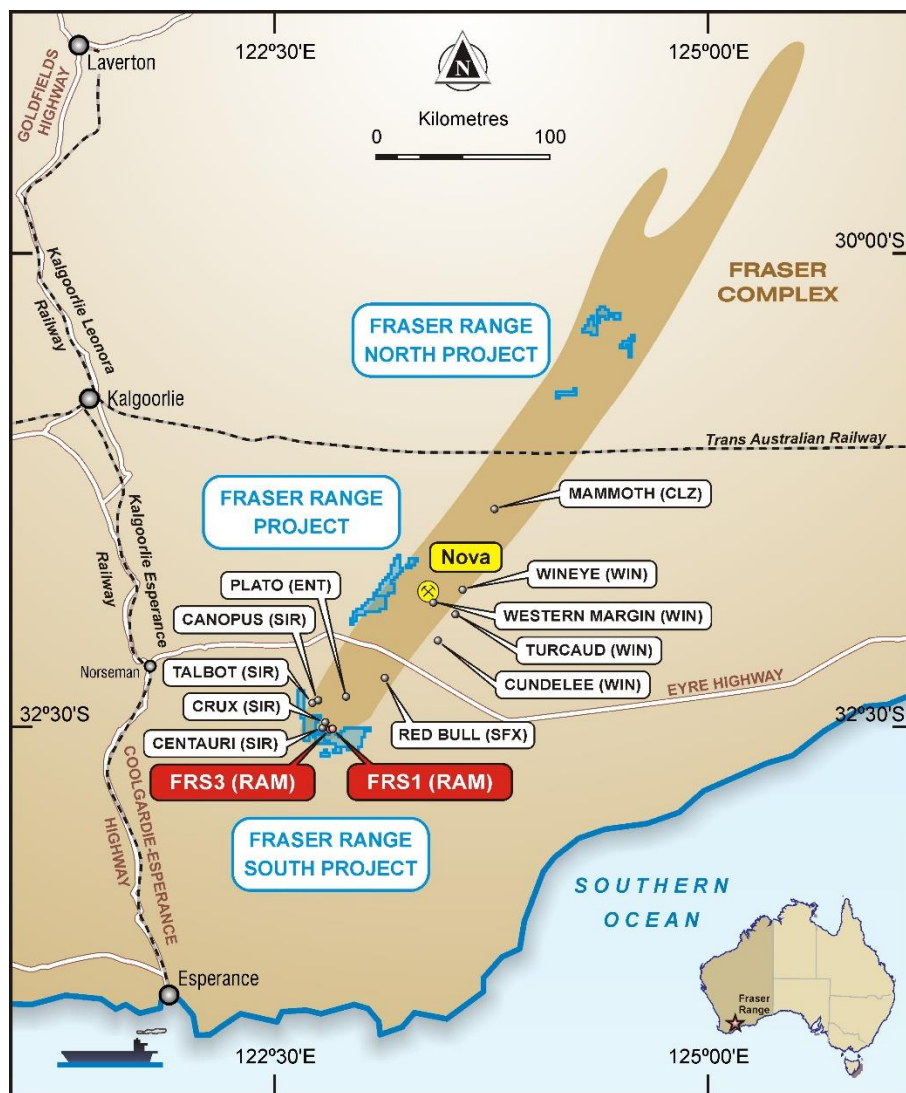 122º30'E
125º00'E
Laverton
GOLDFIELDS
HIGHWAY
N
Kilometres
0
100
30º00'S
FRASER
COMPLEX
Kalgoorlie Leonora
Railway
FRASER RANGE
NORTH PROJECT
Kalgoorlie
Trans Australian Railway
FRASER RANGE
PROJECT
MAMMOTH (CLZ)
Kalgoorlie Esperance
Railway
Nova
PLATO (ENT)
WINEYE (WIN)
CANOPUS (SIR)
WESTERN MARGIN (WIN)
TURCAUD (WIN)
Norseman
TALBOT (SIR)
CUNDELEE (WIN)
EYRE HIGHWAY
CRUX (SIR)
32º30'S
32º30'S
CENTAURI (SIR)
RED BULL (SFX)
FRS3 (RAM)
FRS1 (RAM)
COOLGARDIE-ESPERANCE
HIGHWAY
FRASER RANGE
SOUTH PROJECT
SOUTHERN
OCEAN
Esperance
Fraser
Range
122º30'E
125º00'E